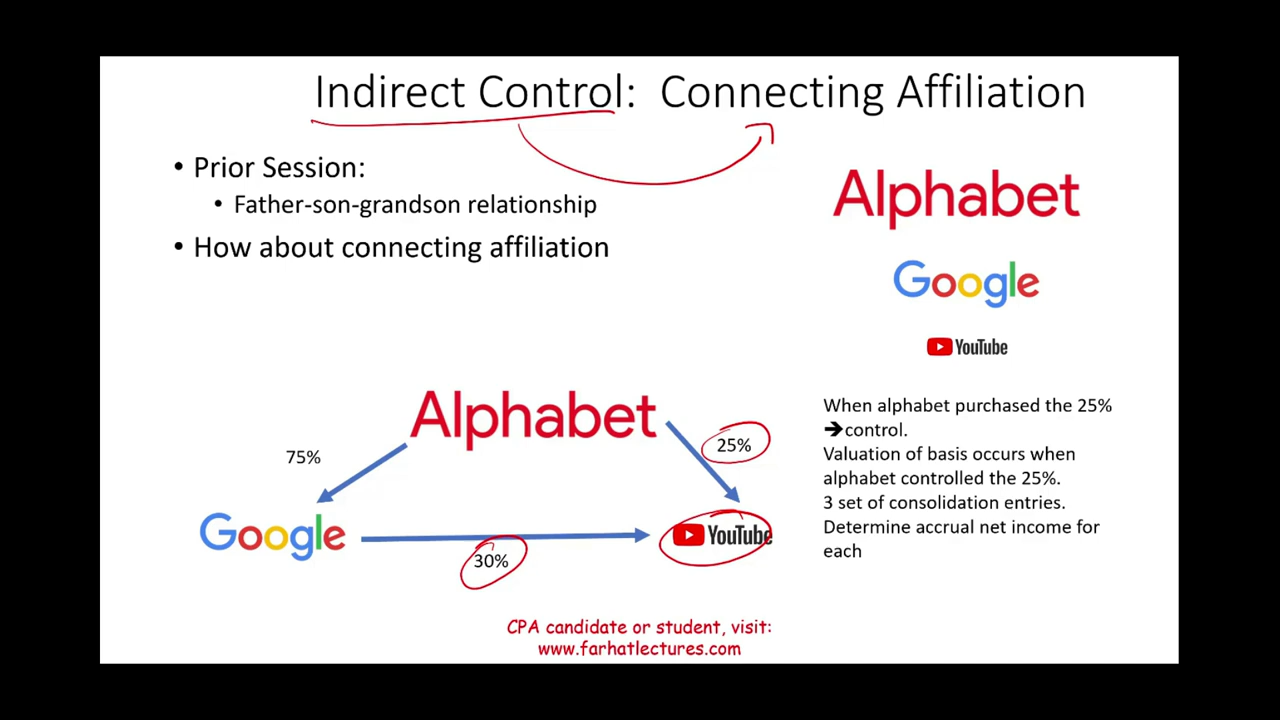 Indirect Control: Connecting Affiliation
• Prior Session:
• Father-son-grandson relationship
• How about connecting affiliation
Alphabet
Google
YouTube
Alphabet
75%
25%
Google
30%
YouTube
When alphabet purchased the 25%
🡺control.
Valuation of basis occurs when
alphabet controlled the 25%.
3 set of consolidation entries.
Determine accrual net income for
each
CPA candidate or student, visit:
www.farhatlectures.com